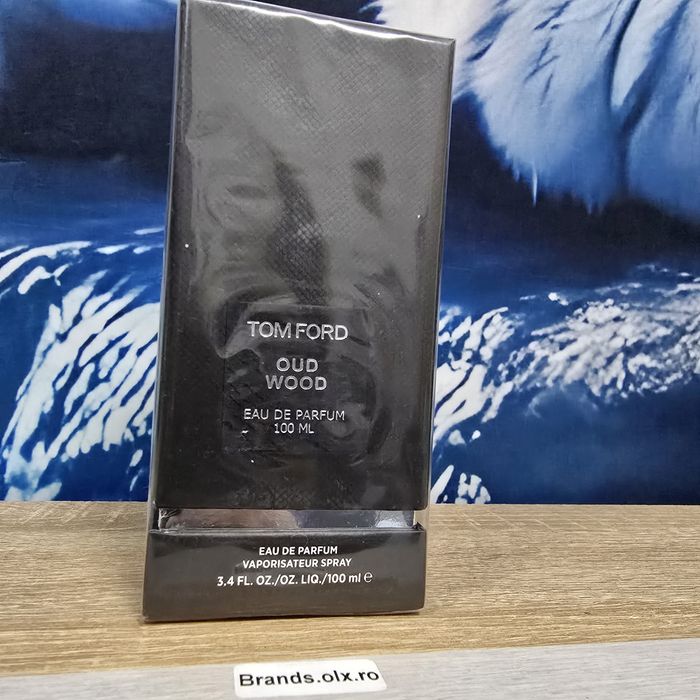 TOM FORD
OUD
WOOD
EAU DE PARFUM
100 ML
EAU DE PARFUM
VAPORISATEUR SPRAY
3.4 FL. OZ./OZ. LIQ./100 ml ℮
Brands.olx.ro